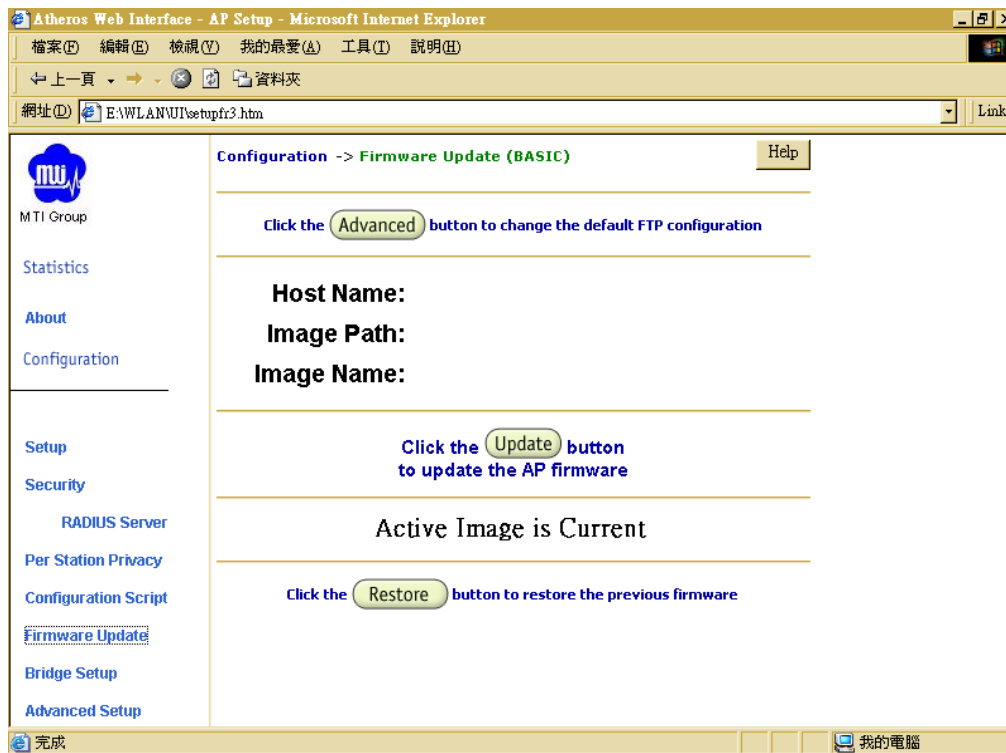 Atheros Web Interface - AP Setup - Microsoft Internet Explorer
檔案(F) 編輯(E) 檢視(V) 我的最愛(A) 工具(T) 說明(H)
上一頁 資料夾
網址(D) E:\WLAN\UI\setupfr3.htm Link
mti
MTI Group
Statistics
About
Configuration
Setup
Security
RADIUS Server
Per Station Privacy
Configuration Script
Firmware Update
Bridge Setup
Advanced Setup
Configuration -> Firmware Update (BASIC) Help
Click the Advanced button to change the default FTP configuration
Host Name:
Image Path:
Image Name:
Click the Update button
to update the AP firmware
Active Image is Current
Click the Restore button to restore the previous firmware
完成 我的電腦